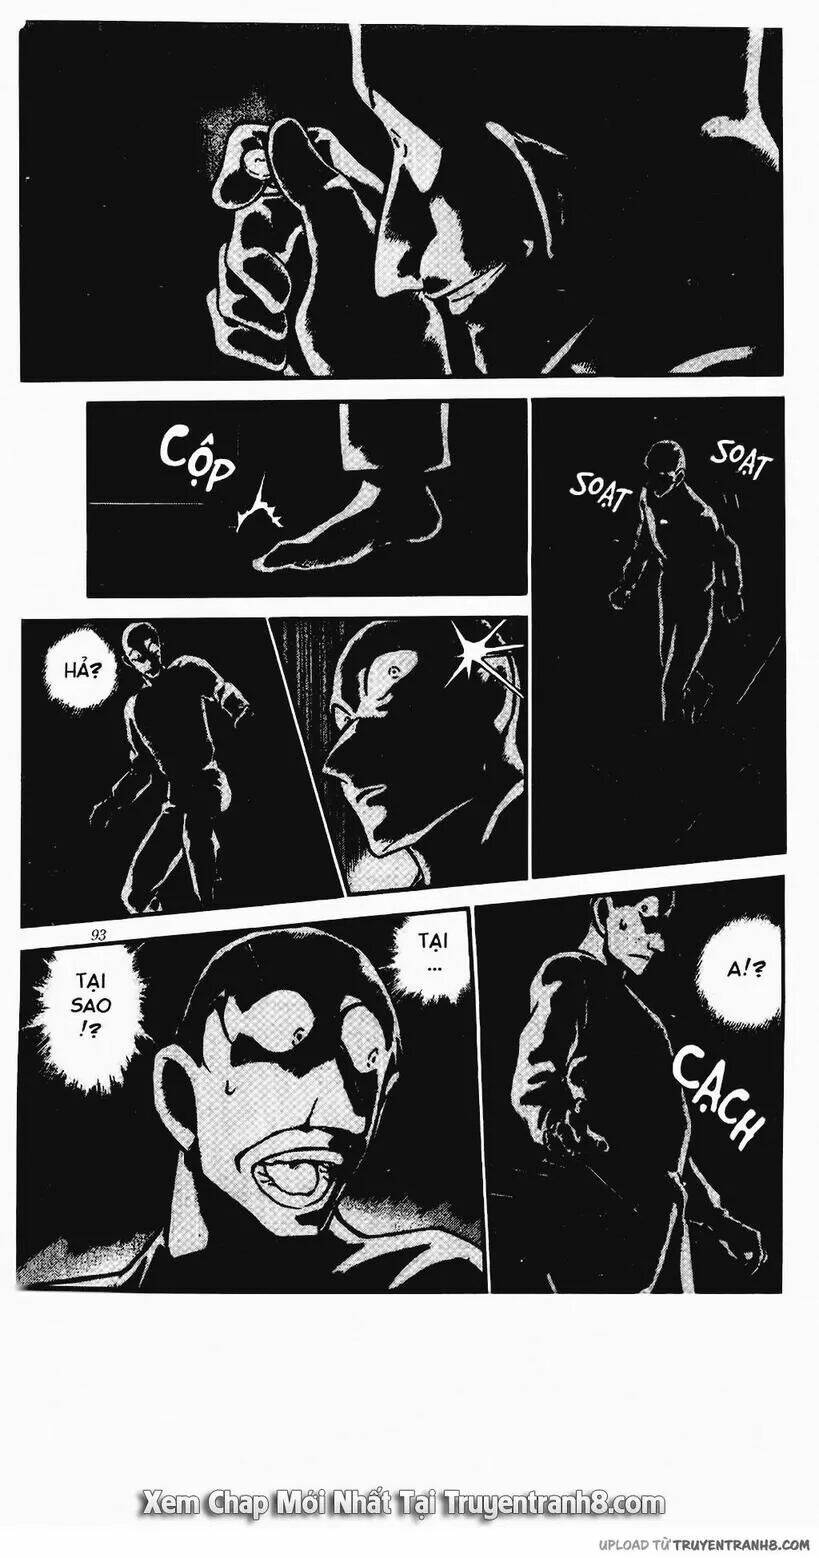 CỘP
SOẠT
SOẠT
HẢ?
93
TẠI
...
TẠI
SAO
!?
A!?
CẠCH
Xem Chap Mới Nhất Tại Truyentranh8.com
UPLOAD TỪ TRUYENTRANH8.COM